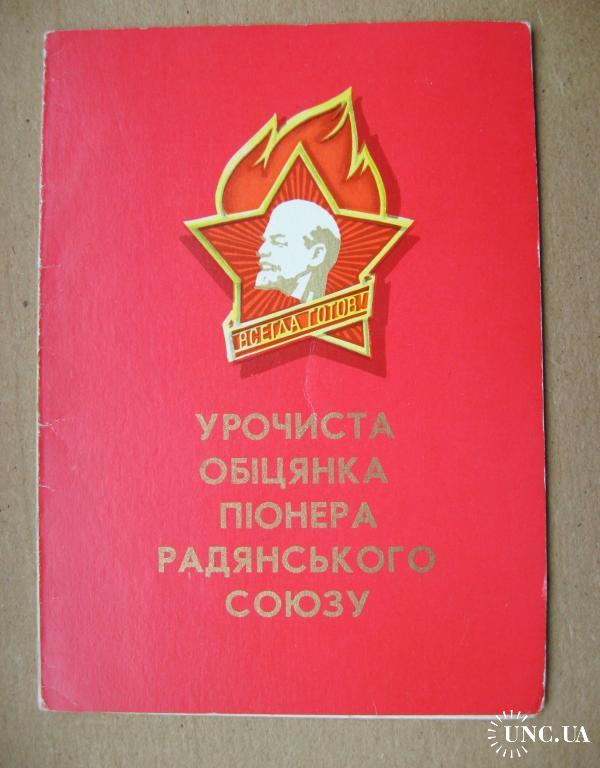 ВСЕГДА ГОТОВ!
УРОЧИСТА
ОБІЦЯНКА
ПІОНЕРА
РАДЯНСЬКОГО
СОЮЗУ
UNC.UA